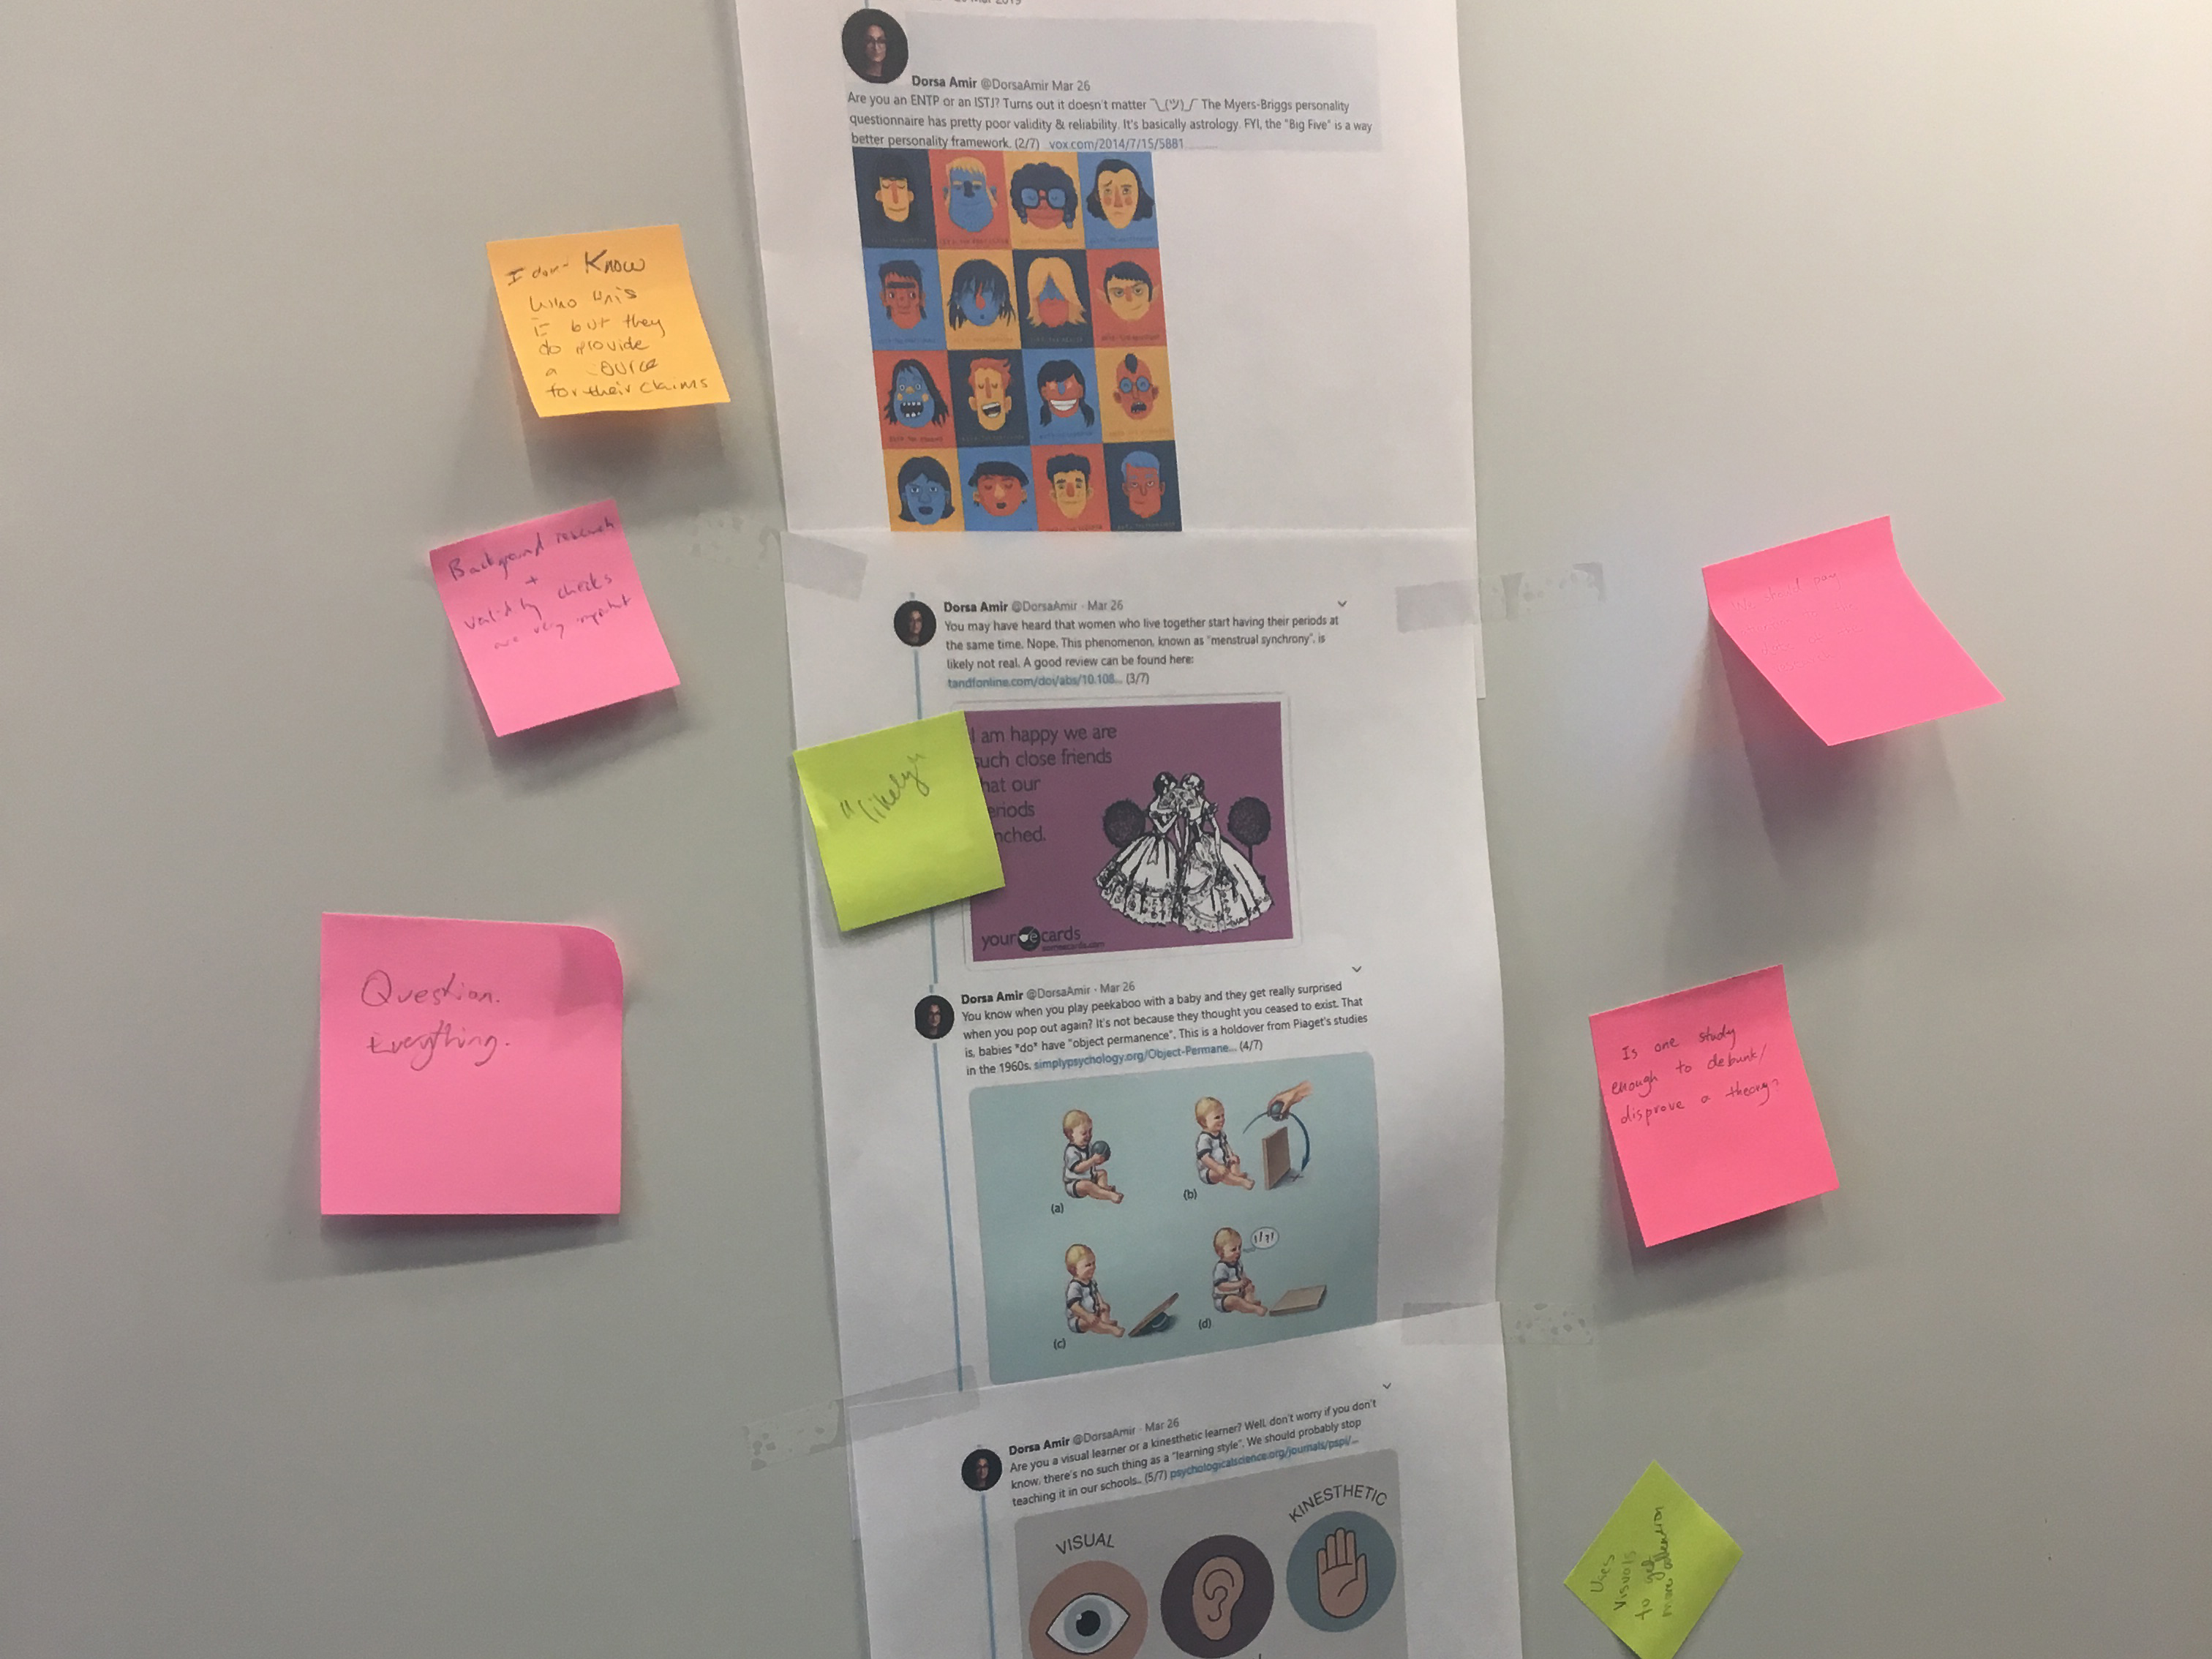 Dorsa Amir @DorsaAmir Mar 26
Are you an ENTP or an ISTJ? Turns out it doesn't matter ¯\_(ツ)_/¯ The Myers-Briggs personality
questionnaire has pretty poor validity & reliability. It's basically astrology. FYI, the "Big Five" is a way
better personality framework. (2/7) vox.com/2014/7/15/5881
I don- Know
who this
is but they
do provide
a source
for their claims
Background research
+
validity checks
are very important
Dorsa Amir @DorsaAmir · Mar 26
You may have heard that women who live together start having their periods at
the same time. Nope. This phenomenon, known as "menstrual synchrony", is
likely not real. A good review can be found here:
tandfonline.com/doi/abs/10.108... (3/7)
I am happy we are
uch close friends
hat our
eriods
nched.
your e cards
someecards.com
"likely"
Question.
Everything.
Dorsa Amir @DorsaAmir · Mar 26
You know when you play peekaboo with a baby and they get really surprised
when you pop out again? It's not because they thought you ceased to exist. That
is, babies *do* have "object permanence". This is a holdover from Piaget's studies
in the 1960s. simplypsychology.org/Object-Permane... (4/7)
(a)
(b)
!/?!
(c)
(d)
Is one study
enough to debunk/
disprove a theory?
Dorsa Amir @DorsaAmir · Mar 26
Are you a visual learner or a kinesthetic learner? Well, don't worry if you don't
know, there's no such thing as a "learning style". We should probably stop
teaching it in our schools.. (5/7) psychologicalscience.org/journals/pspi/...
VISUAL
KINESTHETIC
Uses
visuals
to get
more attention